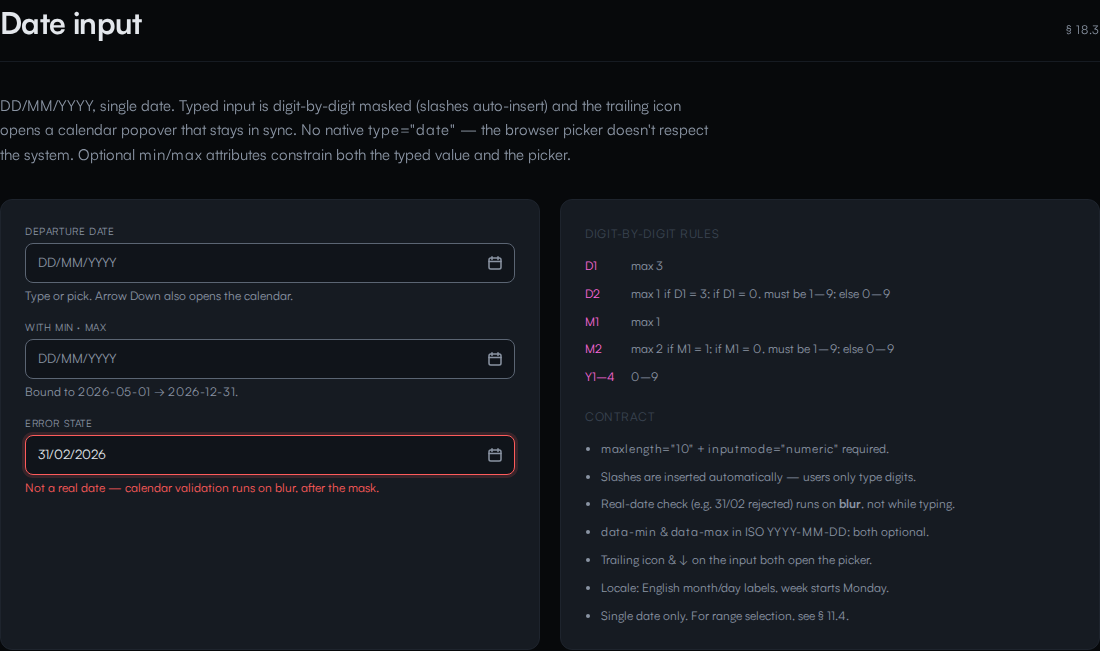 Date input
§ 18.3
DD/MM/YYYY, single date. Typed input is digit-by-digit masked (slashes auto-insert) and the trailing icon
opens a calendar popover that stays in sync. No native type="date" — the browser picker doesn't respect
the system. Optional min/max attributes constrain both the typed value and the picker.
DEPARTURE DATE
DD/MM/YYYY
Type or pick. Arrow Down also opens the calendar.
WITH MIN · MAX
DD/MM/YYYY
Bound to 2026-05-01 → 2026-12-31.
ERROR STATE
31/02/2026
Not a real date — calendar validation runs on blur, after the mask.
DIGIT-BY-DIGIT RULES
D1 max 3
D2 max 1 if D1 = 3; if D1 = 0, must be 1–9; else 0–9
M1 max 1
M2 max 2 if M1 = 1; if M1 = 0, must be 1–9; else 0–9
Y1–4 0–9
CONTRACT
• maxlength="10" + inputmode="numeric" required.
• Slashes are inserted automatically — users only type digits.
• Real-date check (e.g. 31/02 rejected) runs on blur, not while typing.
• data-min & data-max in ISO YYYY-MM-DD; both optional.
• Trailing icon & ↓ on the input both open the picker.
• Locale: English month/day labels, week starts Monday.
• Single date only. For range selection, see § 11.4.